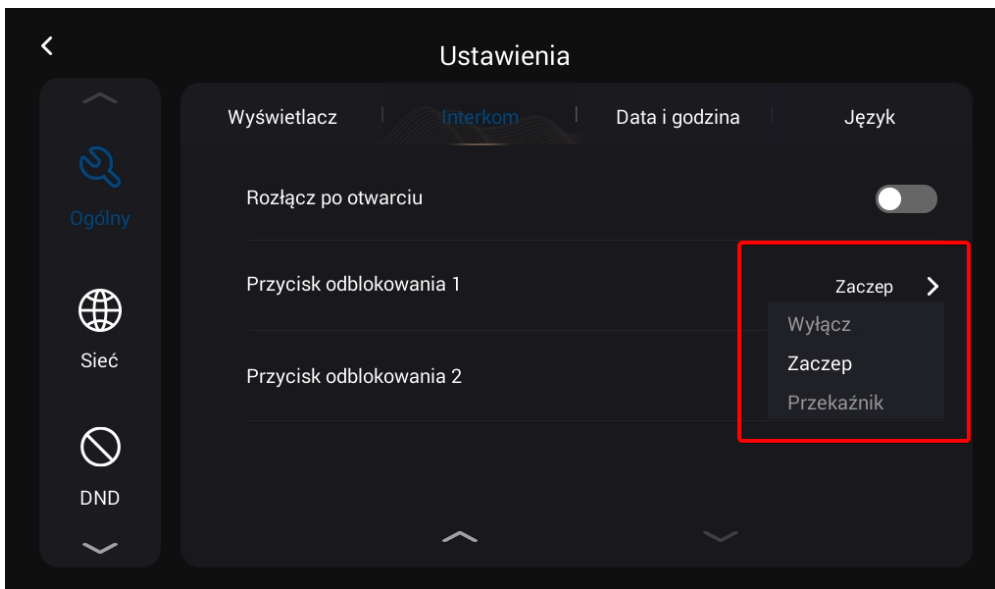 Ustawienia
Ogólny
Sieć
DND
Wyświetlacz
Interkom
Data i godzina
Język
Rozłącz po otwarciu
Przycisk odblokowania 1
Zaczep
Wyłącz
Zaczep
Przekaźnik
Przycisk odblokowania 2